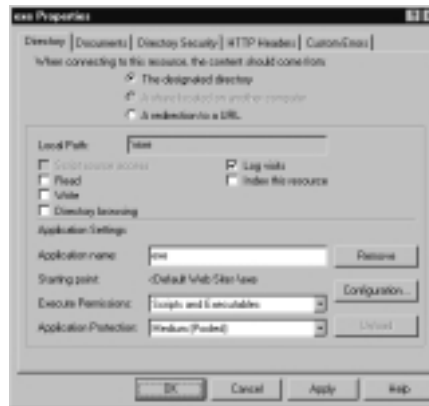 exe Properties
Directory Documents Directory Security HTTP Headers Custom Errors
When connecting to this resource, the content should come from:
The designated directory
A share located on another computer
A redirection to a URL
Local Path: \exe
Script source access Log visits
Read Index this resource
Write
Directory browsing
Application Settings
Application name: exe Remove
Starting point: <Default Web Site>\exe
Execute Permissions: Scripts and Executables Configuration...
Application Protection: Medium (Pooled) Unload
OK Cancel Apply Help